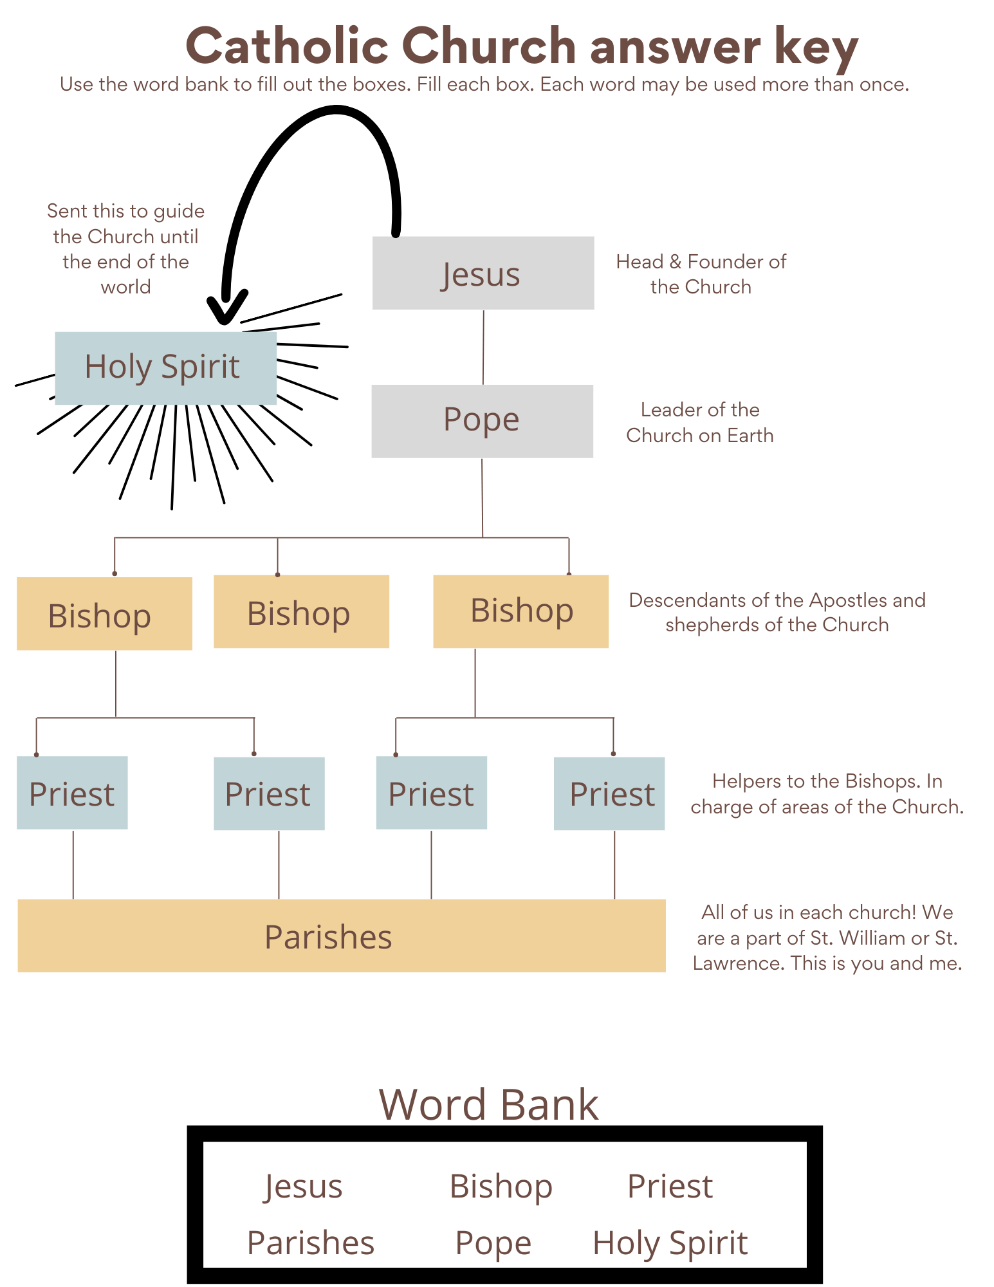 Catholic Church answer key
Use the word bank to fill out the boxes. Fill each box. Each word may be used more than once.
Sent this to guide
the Church until
the end of the
world
Jesus
Head & Founder of
the Church
Holy Spirit
Pope
Leader of the
Church on Earth
Bishop
Bishop
Bishop
Descendants of the Apostles and
shepherds of the Church
Priest
Priest
Priest
Priest
Helpers to the Bishops. In
charge of areas of the Church.
Parishes
All of us in each church! We
are a part of St. William or St.
Lawrence. This is you and me.
Word Bank
Jesus Bishop Priest
Parishes Pope Holy Spirit